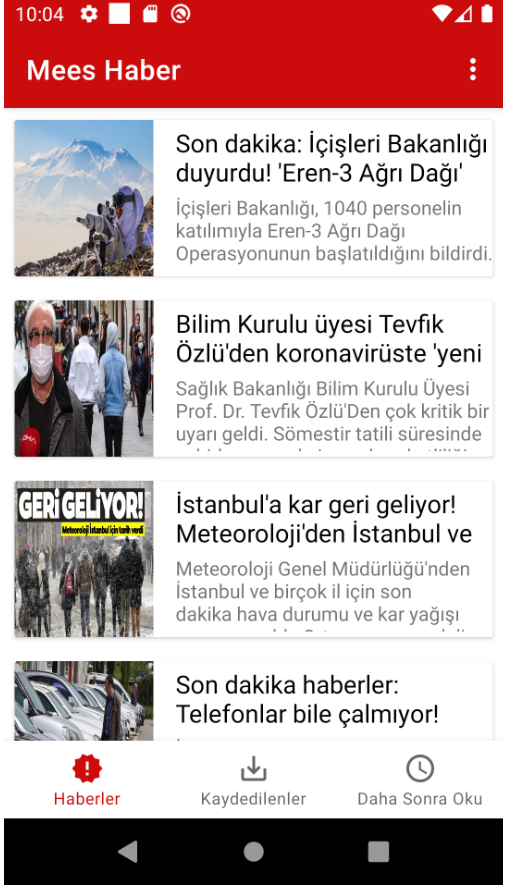 10:04
Mees Haber
Son dakika: İçişleri Bakanlığı
duyurdu! 'Eren-3 Ağrı Dağı'
İçişleri Bakanlığı, 1040 personelin
katılımıyla Eren-3 Ağrı Dağı
Operasyonunun başlatıldığını bildirdi.
Bilim Kurulu üyesi Tevfik
Özlü'den koronavirüste 'yeni
Sağlık Bakanlığı Bilim Kurulu Üyesi
Prof. Dr. Tevfik Özlü'Den çok kritik bir
uyarı geldi. Sömestir tatili süresinde
DHA
GERİ GELİYOR!
Meteoroloji İstanbul için tarih verdi
İstanbul'a kar geri geliyor!
Meteoroloji'den İstanbul ve
Meteoroloji Genel Müdürlüğü'nden
İstanbul ve birçok il için son
dakika hava durumu ve kar yağışı
Son dakika haberler:
Telefonlar bile çalmıyor!
Haberler
Kaydedilenler
Daha Sonra Oku